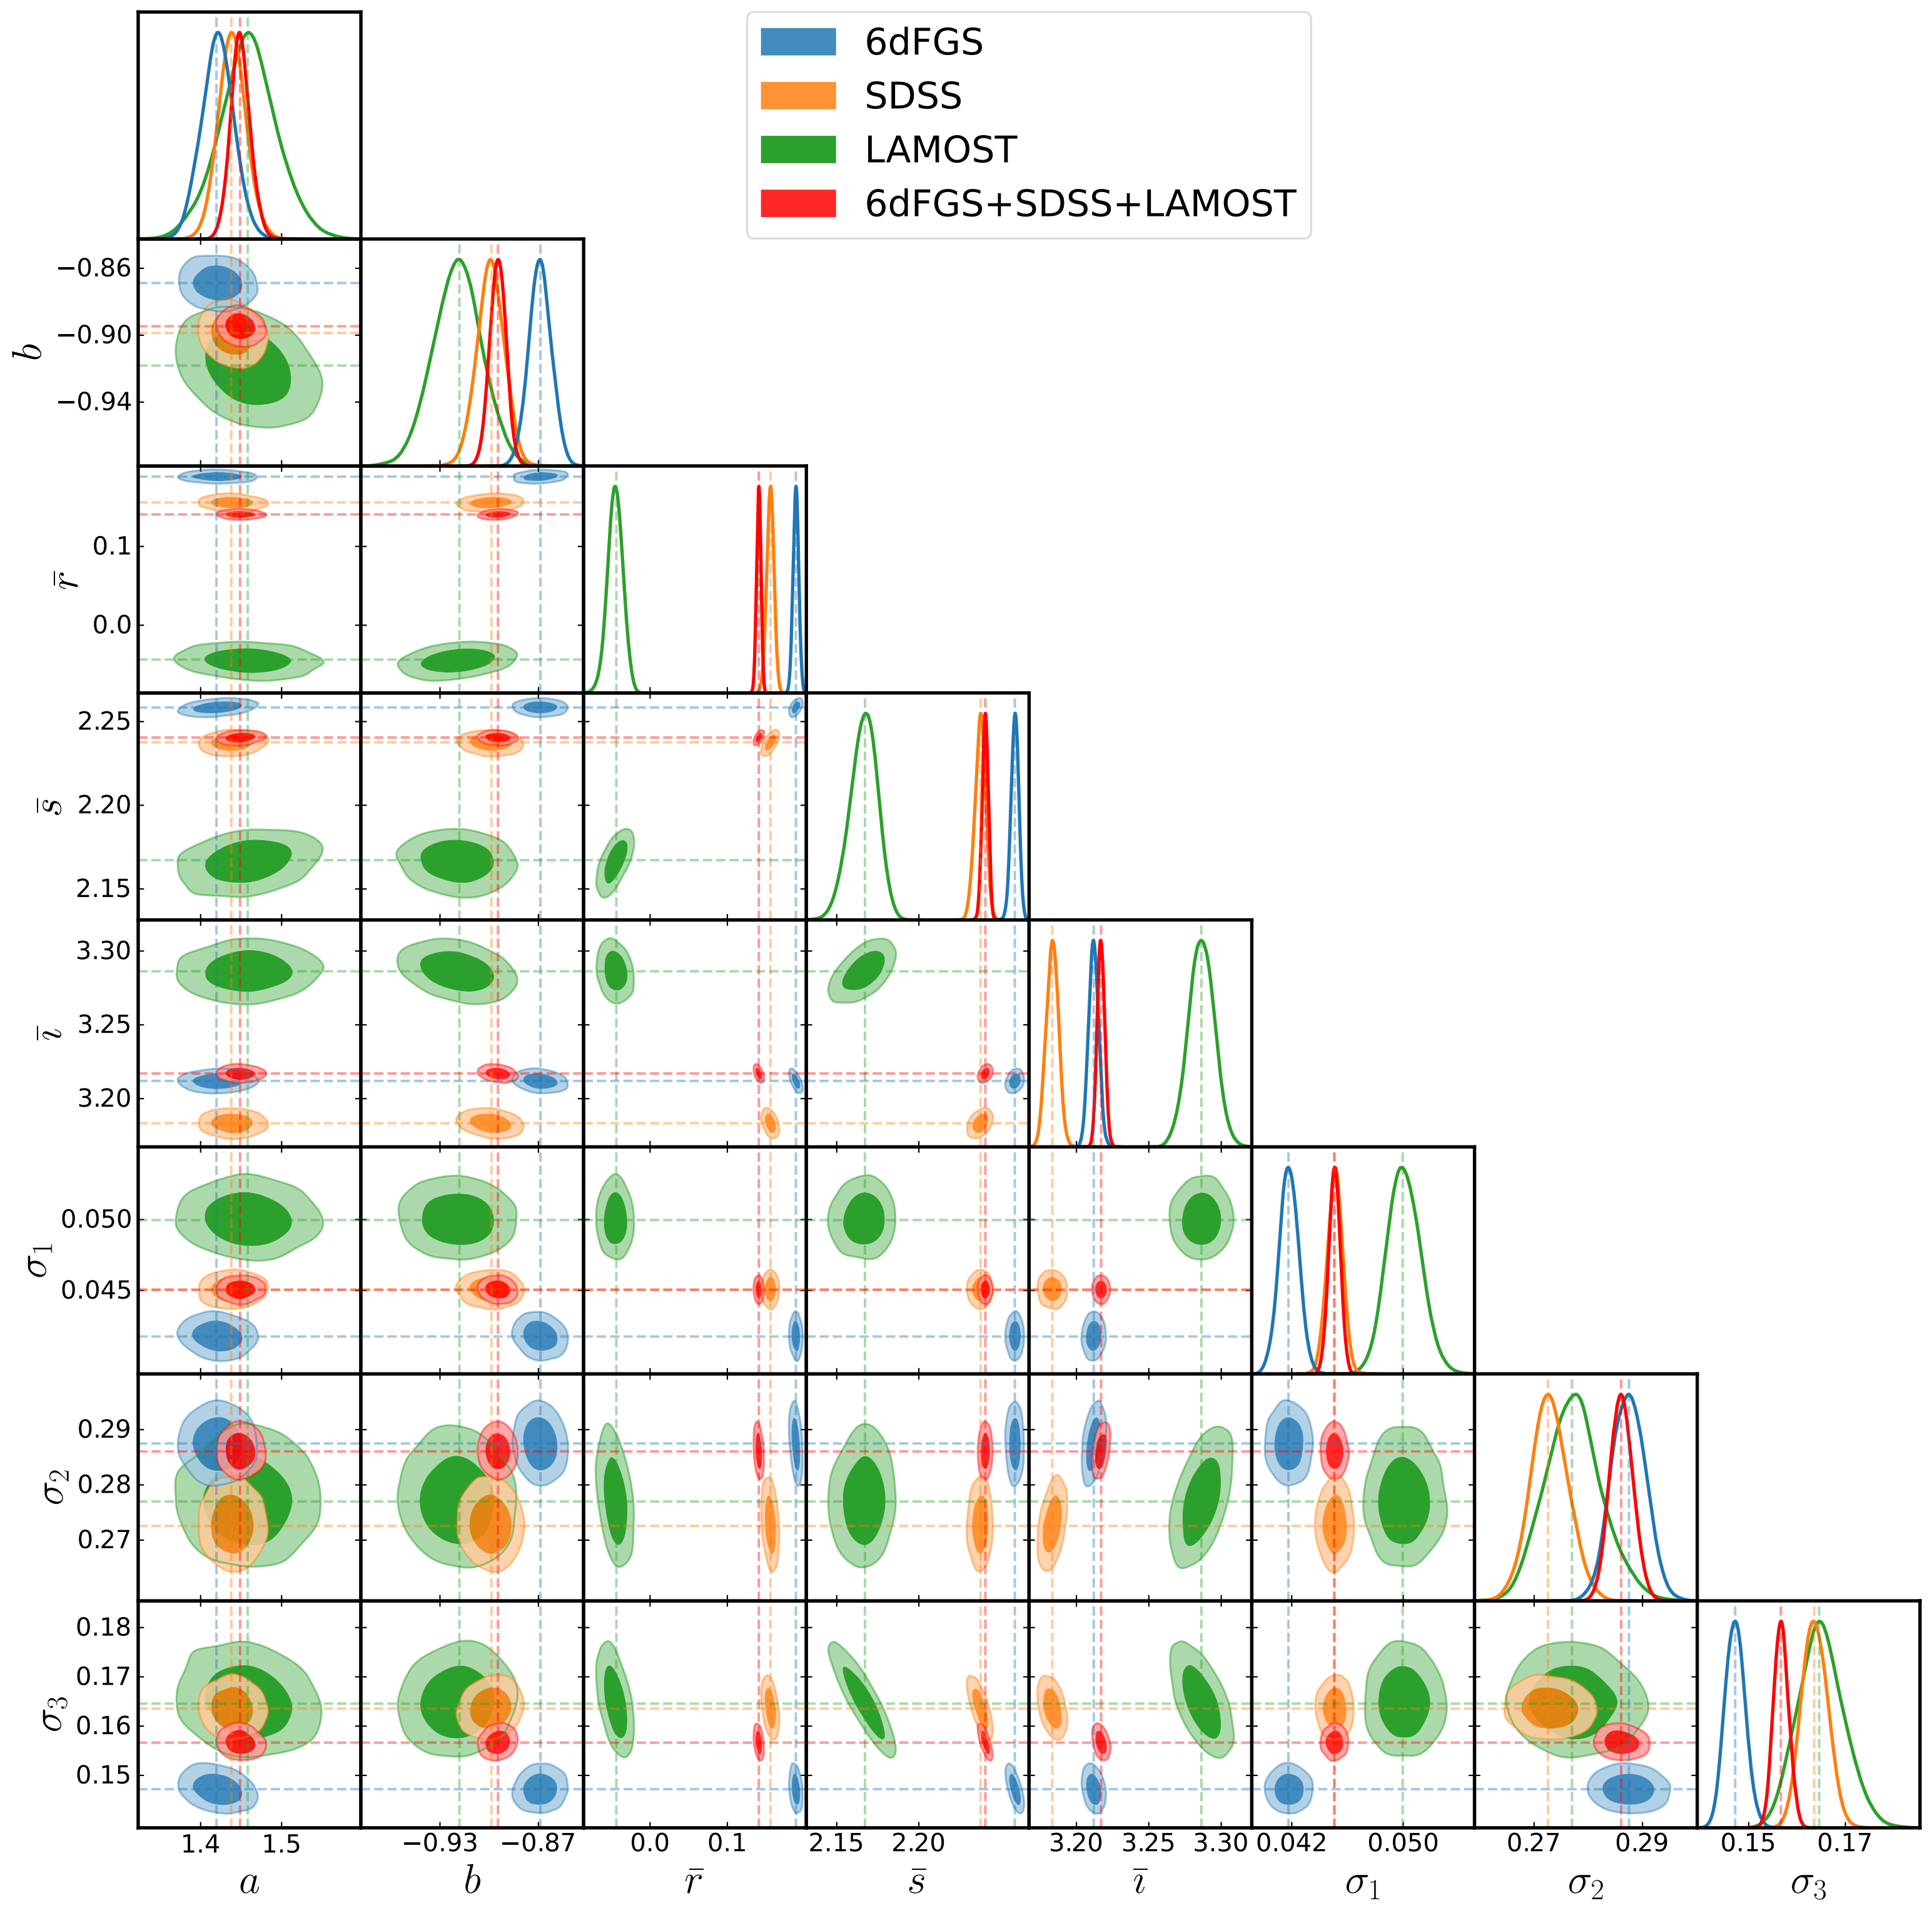 6dFGS
SDSS
LAMOST
6dFGS+SDSS+LAMOST
−0.86
−0.90
−0.94
b
0.1
0.0
r̅
2.25
2.20
2.15
s̅
3.30
3.25
3.20
ı̅
0.050
0.045
σ₁
0.29
0.28
0.27
σ₂
0.18
0.17
0.16
0.15
σ₃
1.4 1.5 −0.93 −0.87 0.0 0.1 2.15 2.20 3.20 3.25 3.30 0.042 0.050 0.27 0.29 0.15 0.17
a b r̅ s̅ ı̅ σ₁ σ₂ σ₃